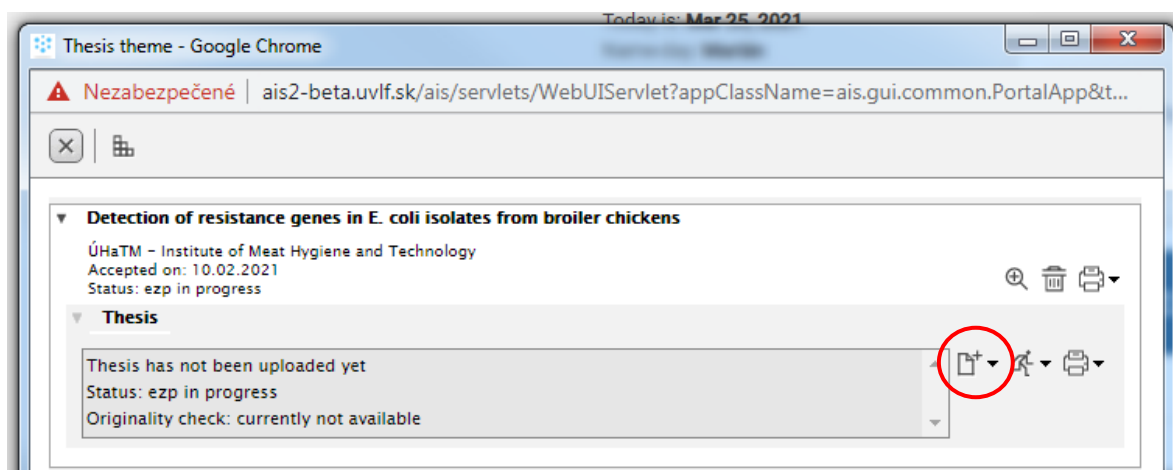 Today is: Mar 25, 2021
Thesis theme - Google Chrome
Nezabezpečené | ais2-beta.uvlf.sk/ais/servlets/WebUIServlet?appClassName=ais.gui.common.PortalApp&t...
Detection of resistance genes in E. coli isolates from broiler chickens
ÚHaTM - Institute of Meat Hygiene and Technology
Accepted on: 10.02.2021
Status: ezp in progress
Thesis
Thesis has not been uploaded yet
Status: ezp in progress
Originality check: currently not available